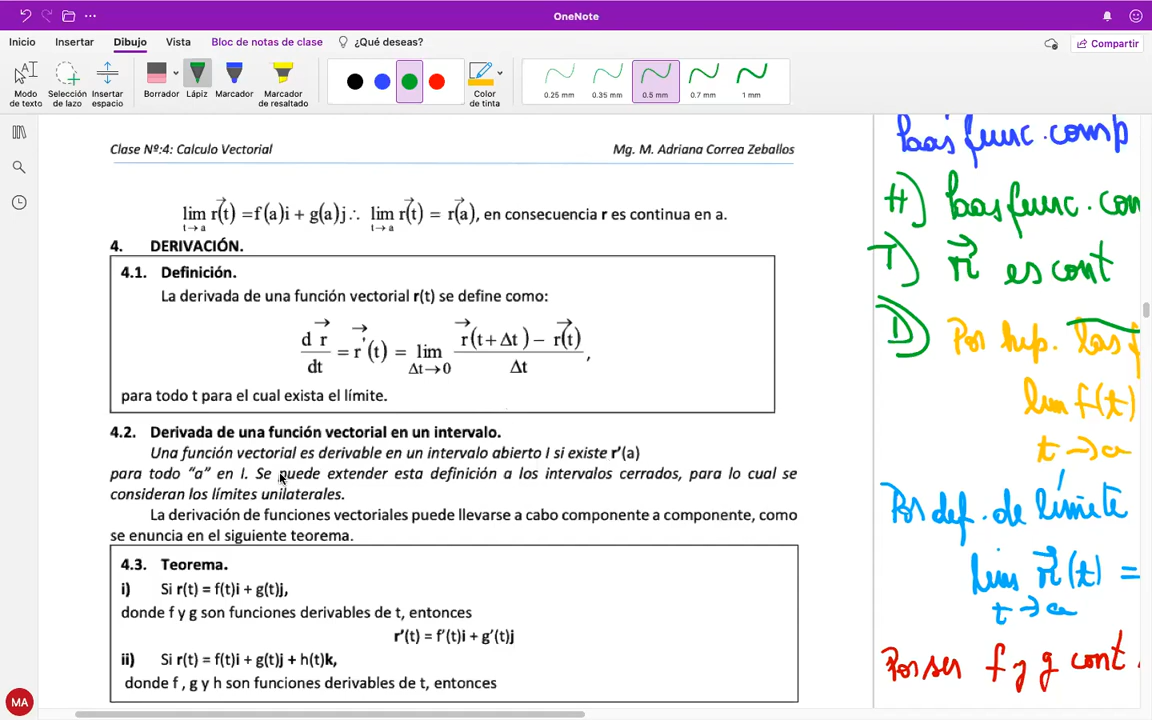 OneNote
Inicio Insertar Dibujo Vista Bloc de notas de clase ¿Qué deseas? Compartir
Modo de texto Selección de lazo Insertar espacio Borrador Lápiz Marcador Marcador de resaltado Color de tinta 0.25 mm 0.35 mm 0.5 mm 0.7 mm 1 mm
Clase Nº:4: Calculo Vectorial Mg. M. Adriana Correa Zeballos
lim r(t) =f(a)i + g(a)j∴ lim r(t) = r(a), en consecuencia r es continua en a.
t→a t→a
4. DERIVACIÓN.
4.1. Definición.
La derivada de una función vectorial r(t) se define como:
d r / dt = r'(t) = lim Δt→0 r(t+ Δt) − r(t) / Δt ,
para todo t para el cual exista el límite.
4.2. Derivada de una función vectorial en un intervalo.
Una función vectorial es derivable en un intervalo abierto I si existe r'(a)
para todo "a" en I. Se puede extender esta definición a los intervalos cerrados, para lo cual se
consideran los límites unilaterales.
La derivación de funciones vectoriales puede llevarse a cabo componente a componente, como
se enuncia en el siguiente teorema.
4.3. Teorema.
i) Si r(t) = f(t)i + g(t)j,
donde f y g son funciones derivables de t, entonces
r'(t) = f'(t)i + g'(t)j
ii) Si r(t) = f(t)i + g(t)j + h(t)k,
donde f , g y h son funciones derivables de t, entonces
MA
las func. comp
H) las func. com
T) r es cont
D) Por hip. las f
lim f(t)
t→a
Por def. de límite
lim r(t) =
t→a
Por ser f y g cont